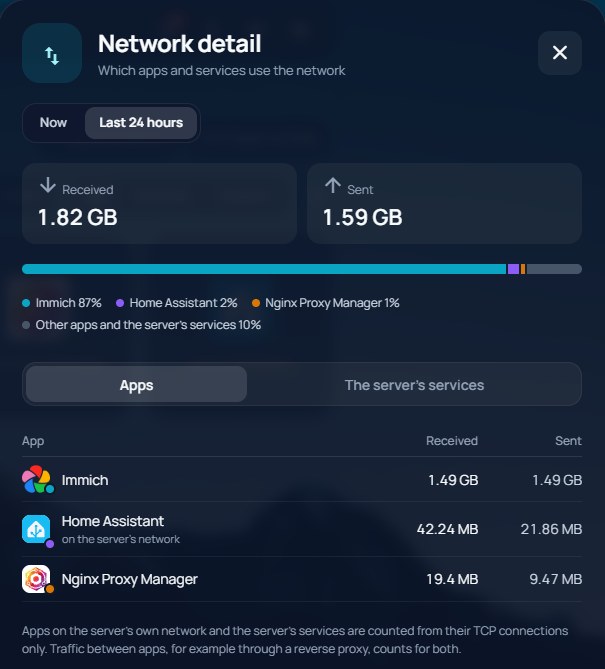 Network detail
Which apps and services use the network
Now
Last 24 hours
Received
1.82 GB
Sent
1.59 GB
Immich 87%
Home Assistant 2%
Nginx Proxy Manager 1%
Other apps and the server's services 10%
Apps
The server's services
App Received Sent
Immich 1.49 GB 1.49 GB
Home Assistant 42.24 MB 21.86 MB
on the server's network
Nginx Proxy Manager 19.4 MB 9.47 MB
Apps on the server's own network and the server's services are counted from their TCP connections
only. Traffic between apps, for example through a reverse proxy, counts for both.